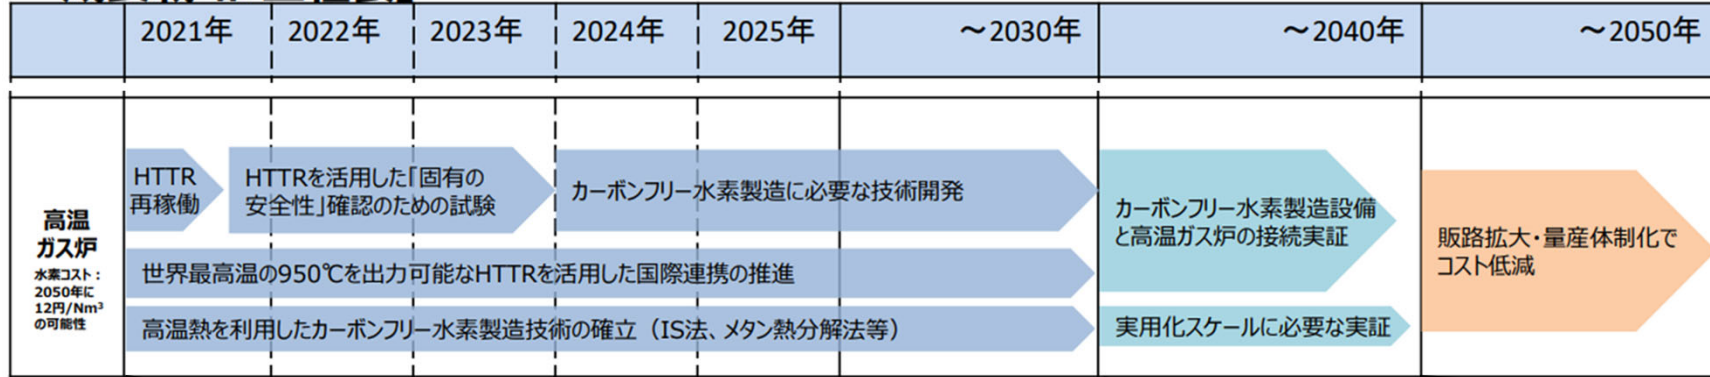 2021年
2022年
2023年
2024年
2025年
～2030年
～2040年
～2050年
高温
ガス炉
水素コスト：
2050年に
12円/Nm³
の可能性
HTTR
再稼働
HTTRを活用した「固有の
安全性」確認のための試験
カーボンフリー水素製造に必要な技術開発
世界最高温の950℃を出力可能なHTTRを活用した国際連携の推進
高温熱を利用したカーボンフリー水素製造技術の確立（IS法、メタン熱分解法等）
カーボンフリー水素製造設備
と高温ガス炉の接続実証
実用化スケールに必要な実証
販路拡大・量産体制化で
コスト低減